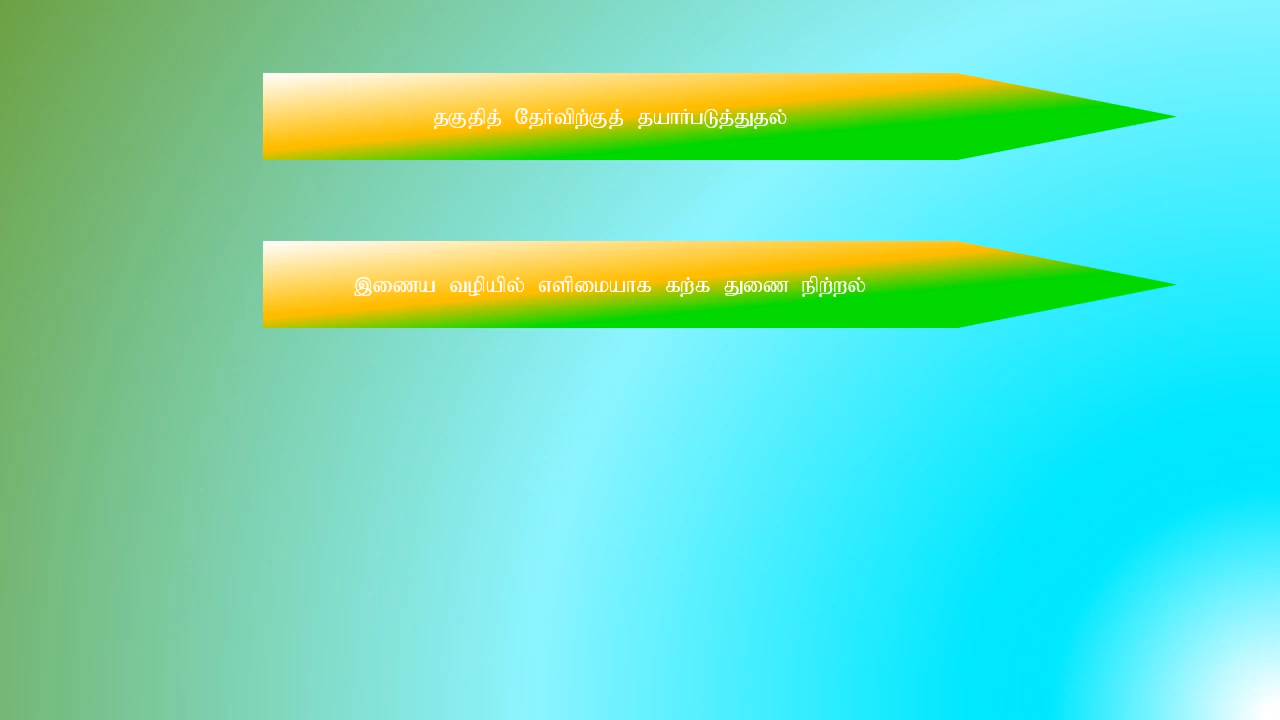 தகுதித் தேர்விற்குத் தயார்படுத்துதல்
இணைய வழியில் எளிமையாக கற்க துணை நிற்றல்